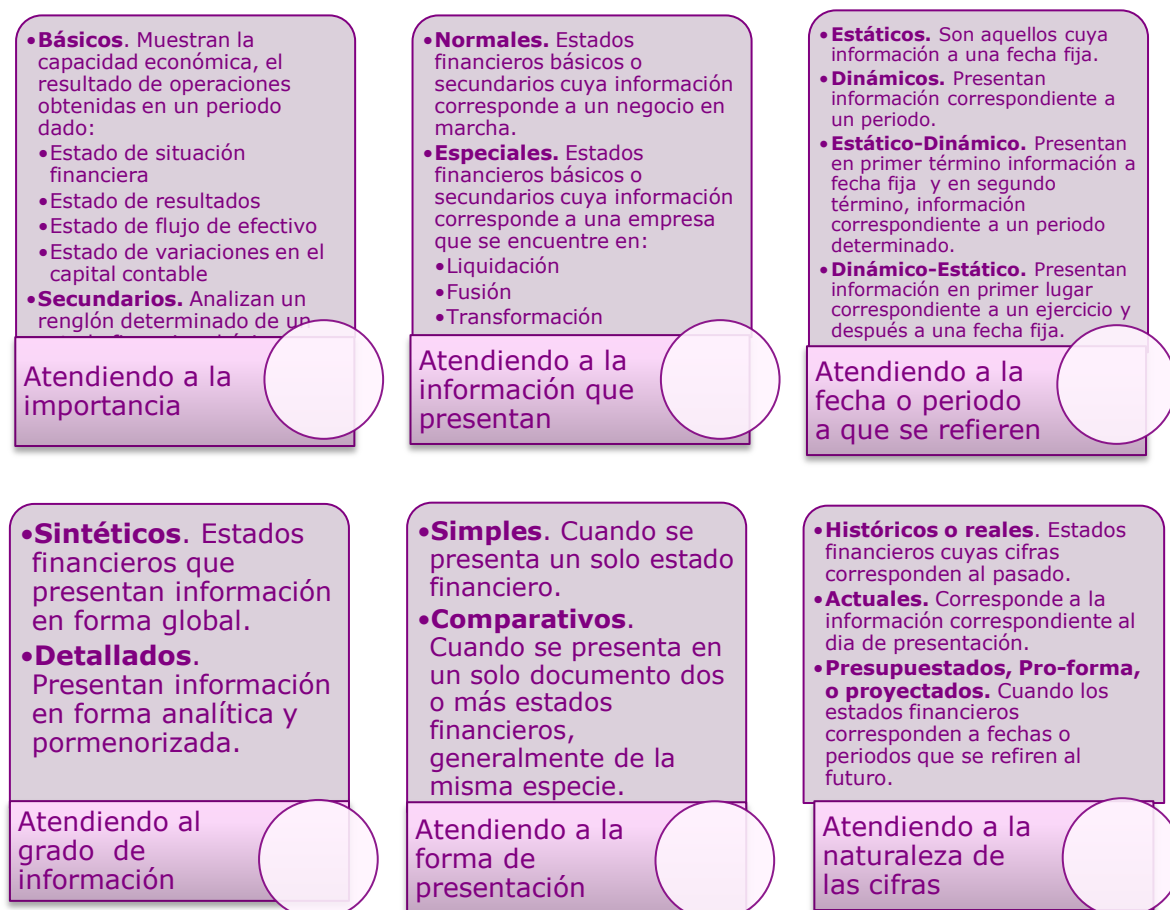 •Básicos. Muestran la
capacidad económica, el
resultado de operaciones
obtenidas en un periodo
dado:
•Estado de situación
financiera
•Estado de resultados
•Estado de flujo de efectivo
•Estado de variaciones en el
capital contable
•Secundarios. Analizan un
renglón determinado de un
Atendiendo a la
importancia
•Normales. Estados
financieros básicos o
secundarios cuya información
corresponde a un negocio en
marcha.
•Especiales. Estados
financieros básicos o
secundarios cuya información
corresponde a una empresa
que se encuentre en:
•Liquidación
•Fusión
•Transformación
Atendiendo a la
información que
presentan
•Estáticos. Son aquellos cuya
información a una fecha fija.
•Dinámicos. Presentan
información correspondiente a
un periodo.
•Estático-Dinámico. Presentan
en primer término información a
fecha fija y en segundo
término, información
correspondiente a un periodo
determinado.
•Dinámico-Estático. Presentan
información en primer lugar
correspondiente a un ejercicio y
después a una fecha fija.
Atendiendo a la
fecha o periodo
a que se refieren
•Sintéticos. Estados
financieros que
presentan información
en forma global.
•Detallados.
Presentan información
en forma analítica y
pormenorizada.
Atendiendo al
grado de
información
•Simples. Cuando se
presenta un solo estado
financiero.
•Comparativos.
Cuando se presenta en
un solo documento dos
o más estados
financieros,
generalmente de la
misma especie.
Atendiendo a la
forma de
presentación
•Históricos o reales. Estados
financieros cuyas cifras
corresponden al pasado.
•Actuales. Corresponde a la
información correspondiente al
dia de presentación.
•Presupuestados, Pro-forma,
o proyectados. Cuando los
estados financieros
corresponden a fechas o
periodos que se refiren al
futuro.
Atendiendo a la
naturaleza de
las cifras